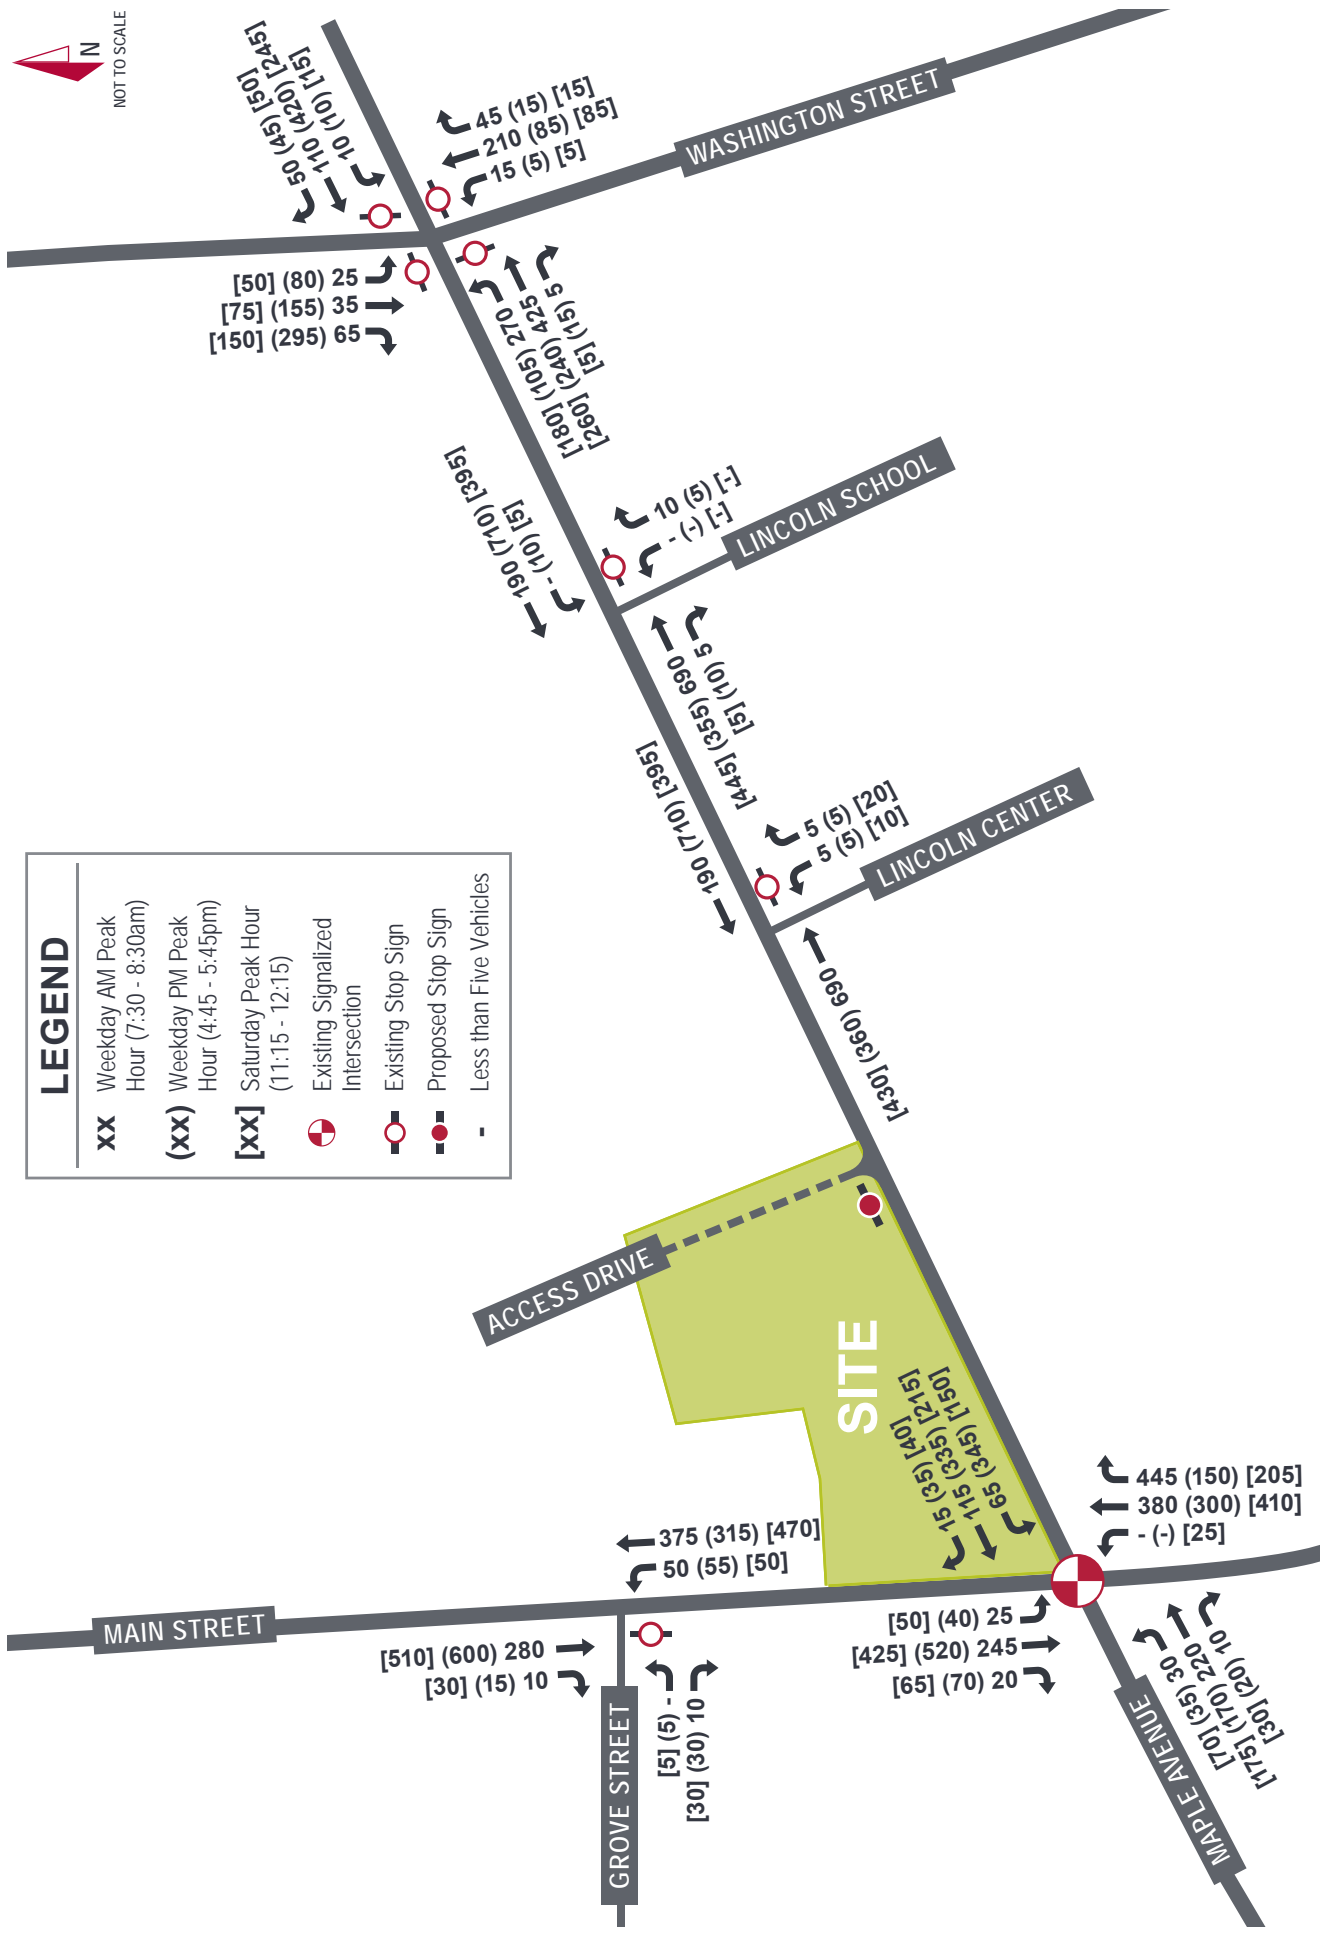 N
NOT TO SCALE
50 (45) [50]
110 (420) [245]
10 (10) [15]
45 (15) [15]
210 (85) [85]
15 (5) [5]
WASHINGTON STREET
[50] (80) 25
[75] (155) 35
[150] (295) 65
[180] (105) 270
[260] (240) 425
[5] (15) 5
190 (710) [395]
- (10) [5]
10 (5) [-]
- (-) [-]
LINCOLN SCHOOL
[445] (355) 690
[5] (10) 5
190 (710) [395]
5 (5) [20]
5 (5) [10]
LINCOLN CENTER
[430] (360) 690
LEGEND
XX Weekday AM Peak
Hour (7:30 - 8:30am)
(XX) Weekday PM Peak
Hour (4:45 - 5:45pm)
[XX] Saturday Peak Hour
(11:15 - 12:15)
Existing Signalized
Intersection
Existing Stop Sign
Proposed Stop Sign
- Less than Five Vehicles
ACCESS DRIVE
SITE
15 (35) [40]
115 (335) [215]
65 (345) [150]
375 (315) [470]
50 (55) [50]
MAIN STREET
[510] (600) 280
[30] (15) 10
GROVE STREET
[5] (5) -
[30] (30) 10
445 (150) [205]
380 (300) [410]
- (-) [25]
[50] (40) 25
[425] (520) 245
[65] (70) 20
MAPLE AVENUE
[70] (35) 30
[175] (170) 220
[30] (20) 10